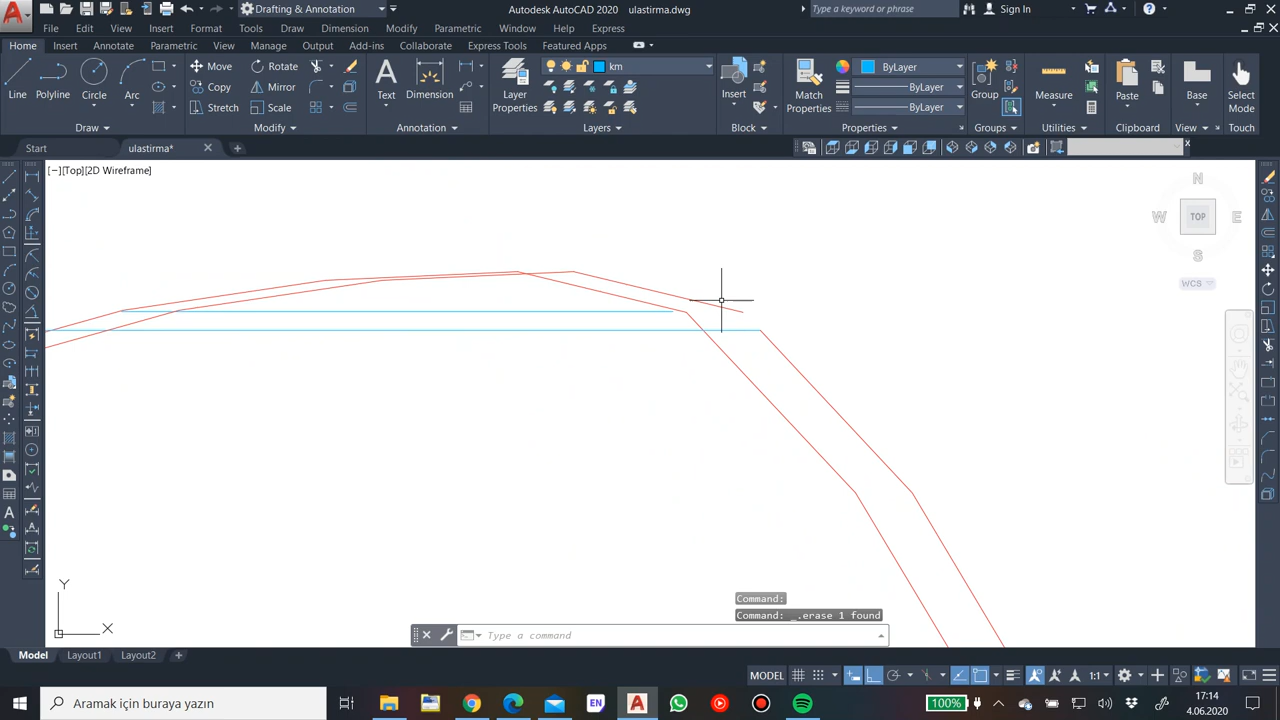 Drafting & Annotation
Autodesk AutoCAD 2020 ulastirma.dwg
Type a keyword or phrase
Sign In
File Edit View Insert Format Tools Draw Dimension Modify Parametric Window Help Express
Home Insert Annotate Parametric View Manage Output Add-ins Collaborate Express Tools Featured Apps
Line
Polyline
Circle
Arc
Move
Rotate
Copy
Mirror
Stretch
Scale
Text
Dimension
Layer
Properties
km
Insert
Match
Properties
ByLayer
ByLayer
ByLayer
Group
Measure
Paste
Base
Select
Mode
Draw
Modify
Annotation
Layers
Block
Properties
Groups
Utilities
Clipboard
View
Touch
Start
ulastirma*
[−][Top][2D Wireframe]
N
W
TOP
E
S
WCS
Y
X
Command:
Command: _.erase 1 found
Type a command
Model Layout1 Layout2
MODEL
1:1
Aramak için buraya yazın
EN
100%
17:14
4.06.2020